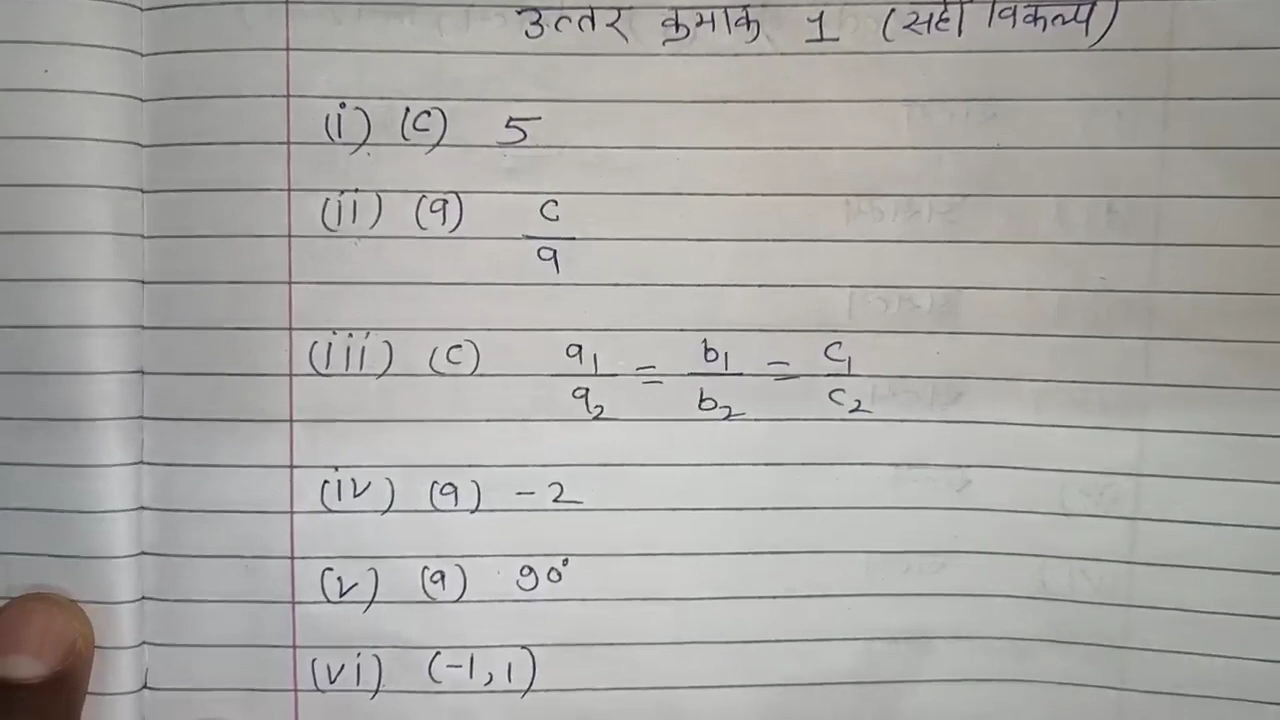 उत्तर क्रमांक 1 (सही विकल्प)
(i) (c) 5
(ii) (a) c/a
(iii) (c) a₁/a₂ = b₁/b₂ = c₁/c₂
(iv) (a) -2
(v) (a) 90°
(vi) (-1,1)